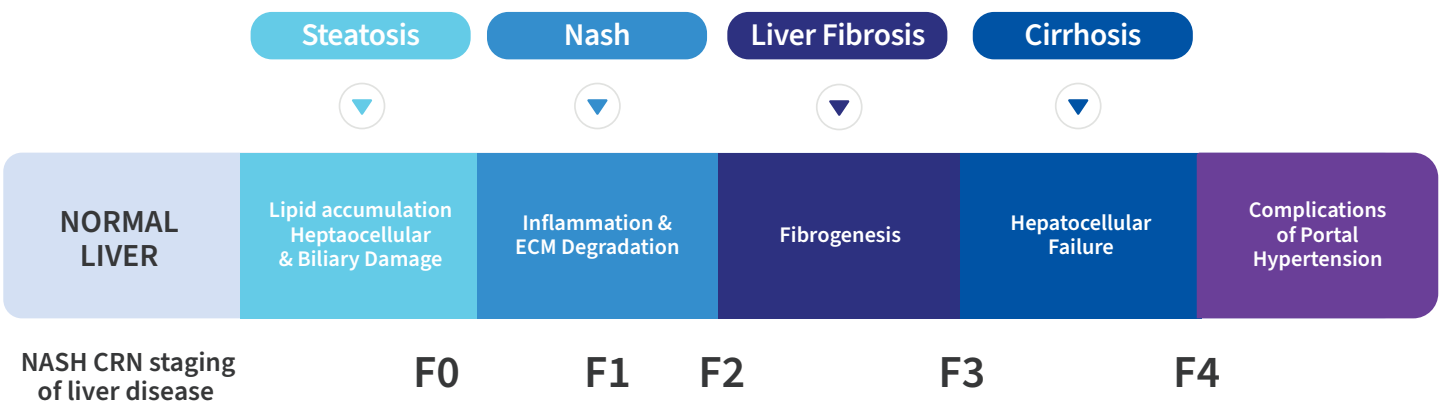 Steatosis
Nash
Liver Fibrosis
Cirrhosis
NORMAL
LIVER
Lipid accumulation
Heptaocellular
& Biliary Damage
Inflammation &
ECM Degradation
Fibrogenesis
Hepatocellular
Failure
Complications
of Portal
Hypertension
NASH CRN staging
of liver disease
F0
F1
F2
F3
F4